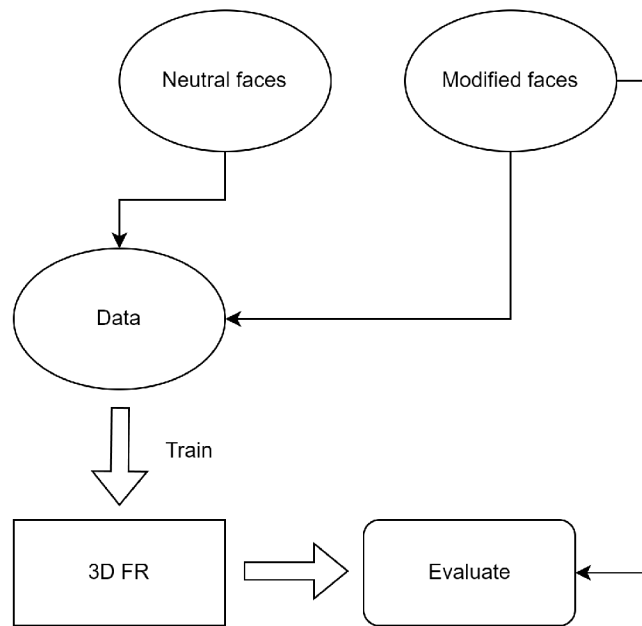 Neutral faces
Modified faces
Data
Train
3D FR
Evaluate